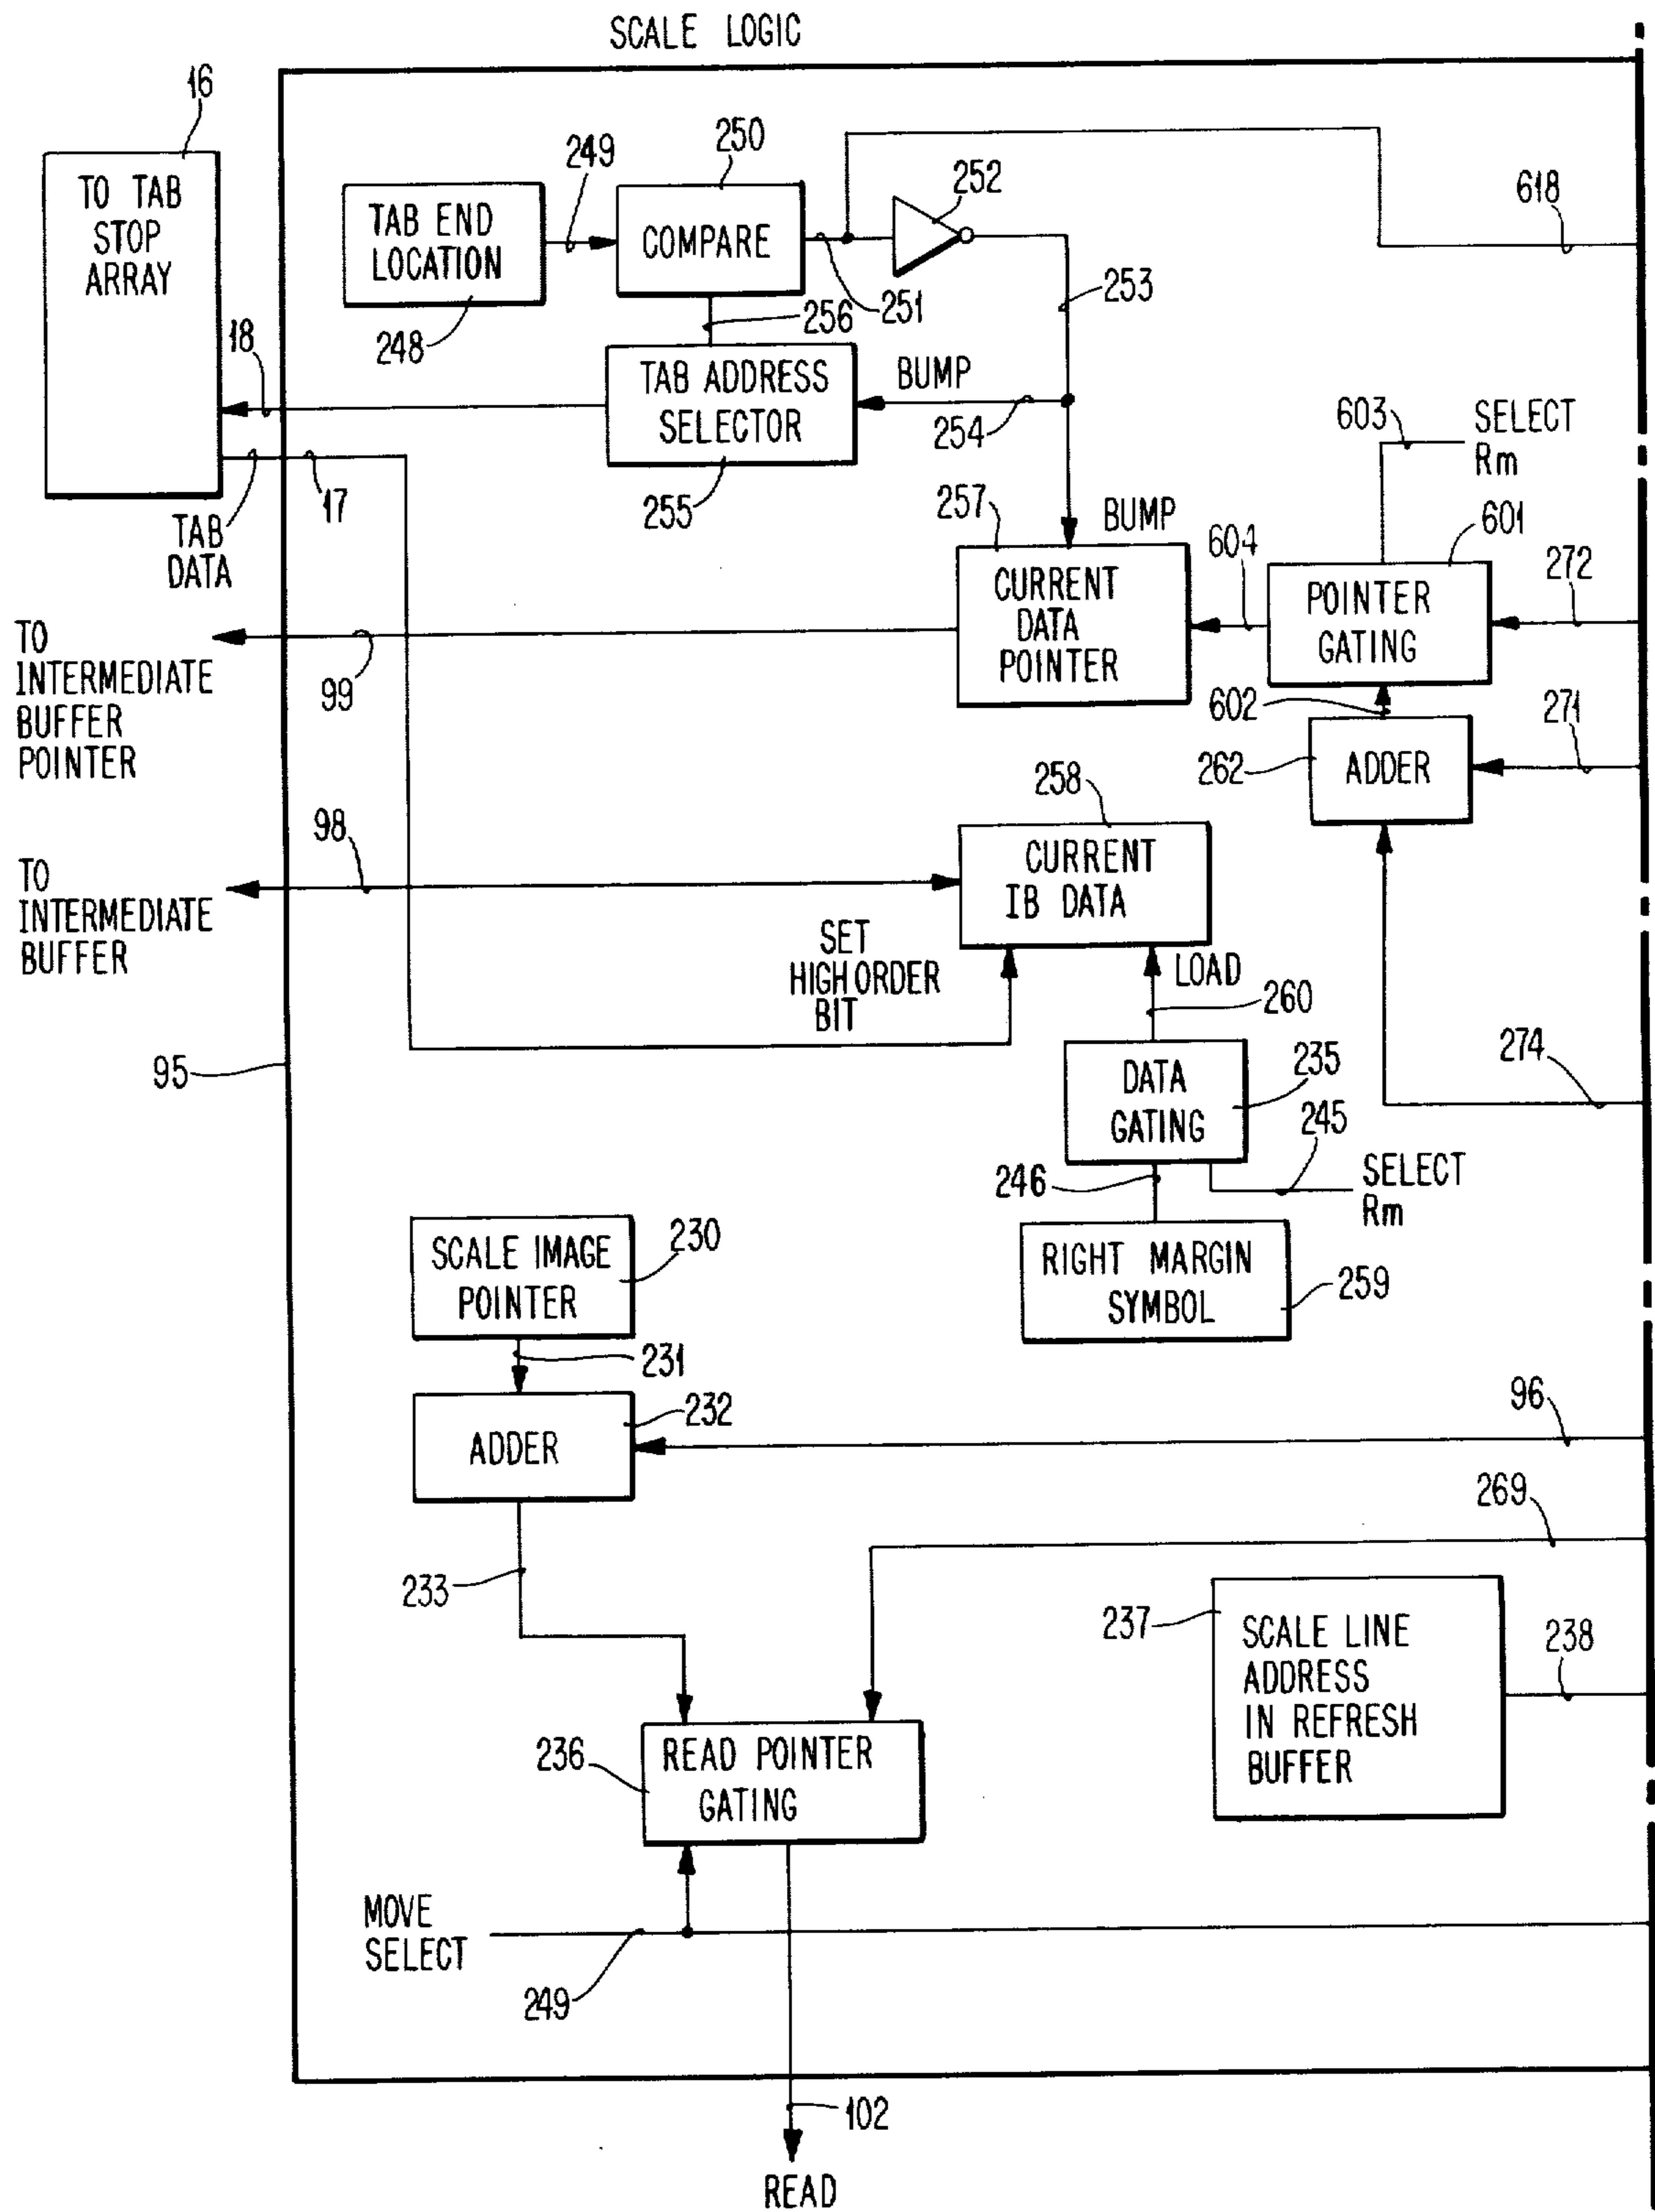 SCALE LOGIC
16
TO TAB
STOP
ARRAY
TAB END
LOCATION
248
249
250
COMPARE
251
252
253
618
256
18
TAB ADDRESS
SELECTOR
255
BUMP
254
603
SELECT
Rm
TAB
DATA
17
257
BUMP
CURRENT
DATA
POINTER
604
601
POINTER
GATING
272
TO
INTERMEDIATE
BUFFER
POINTER
99
602
262
ADDER
271
258
CURRENT
IB DATA
98
TO
INTERMEDIATE
BUFFER
SET
HIGH ORDER
BIT
LOAD
260
274
95
DATA
GATING
235
245
246
SELECT
Rm
RIGHT MARGIN
SYMBOL
259
SCALE IMAGE
POINTER
230
231
ADDER
232
96
269
233
237
SCALE LINE
ADDRESS
IN REFRESH
BUFFER
238
236
READ POINTER
GATING
MOVE
SELECT
249
102
READ